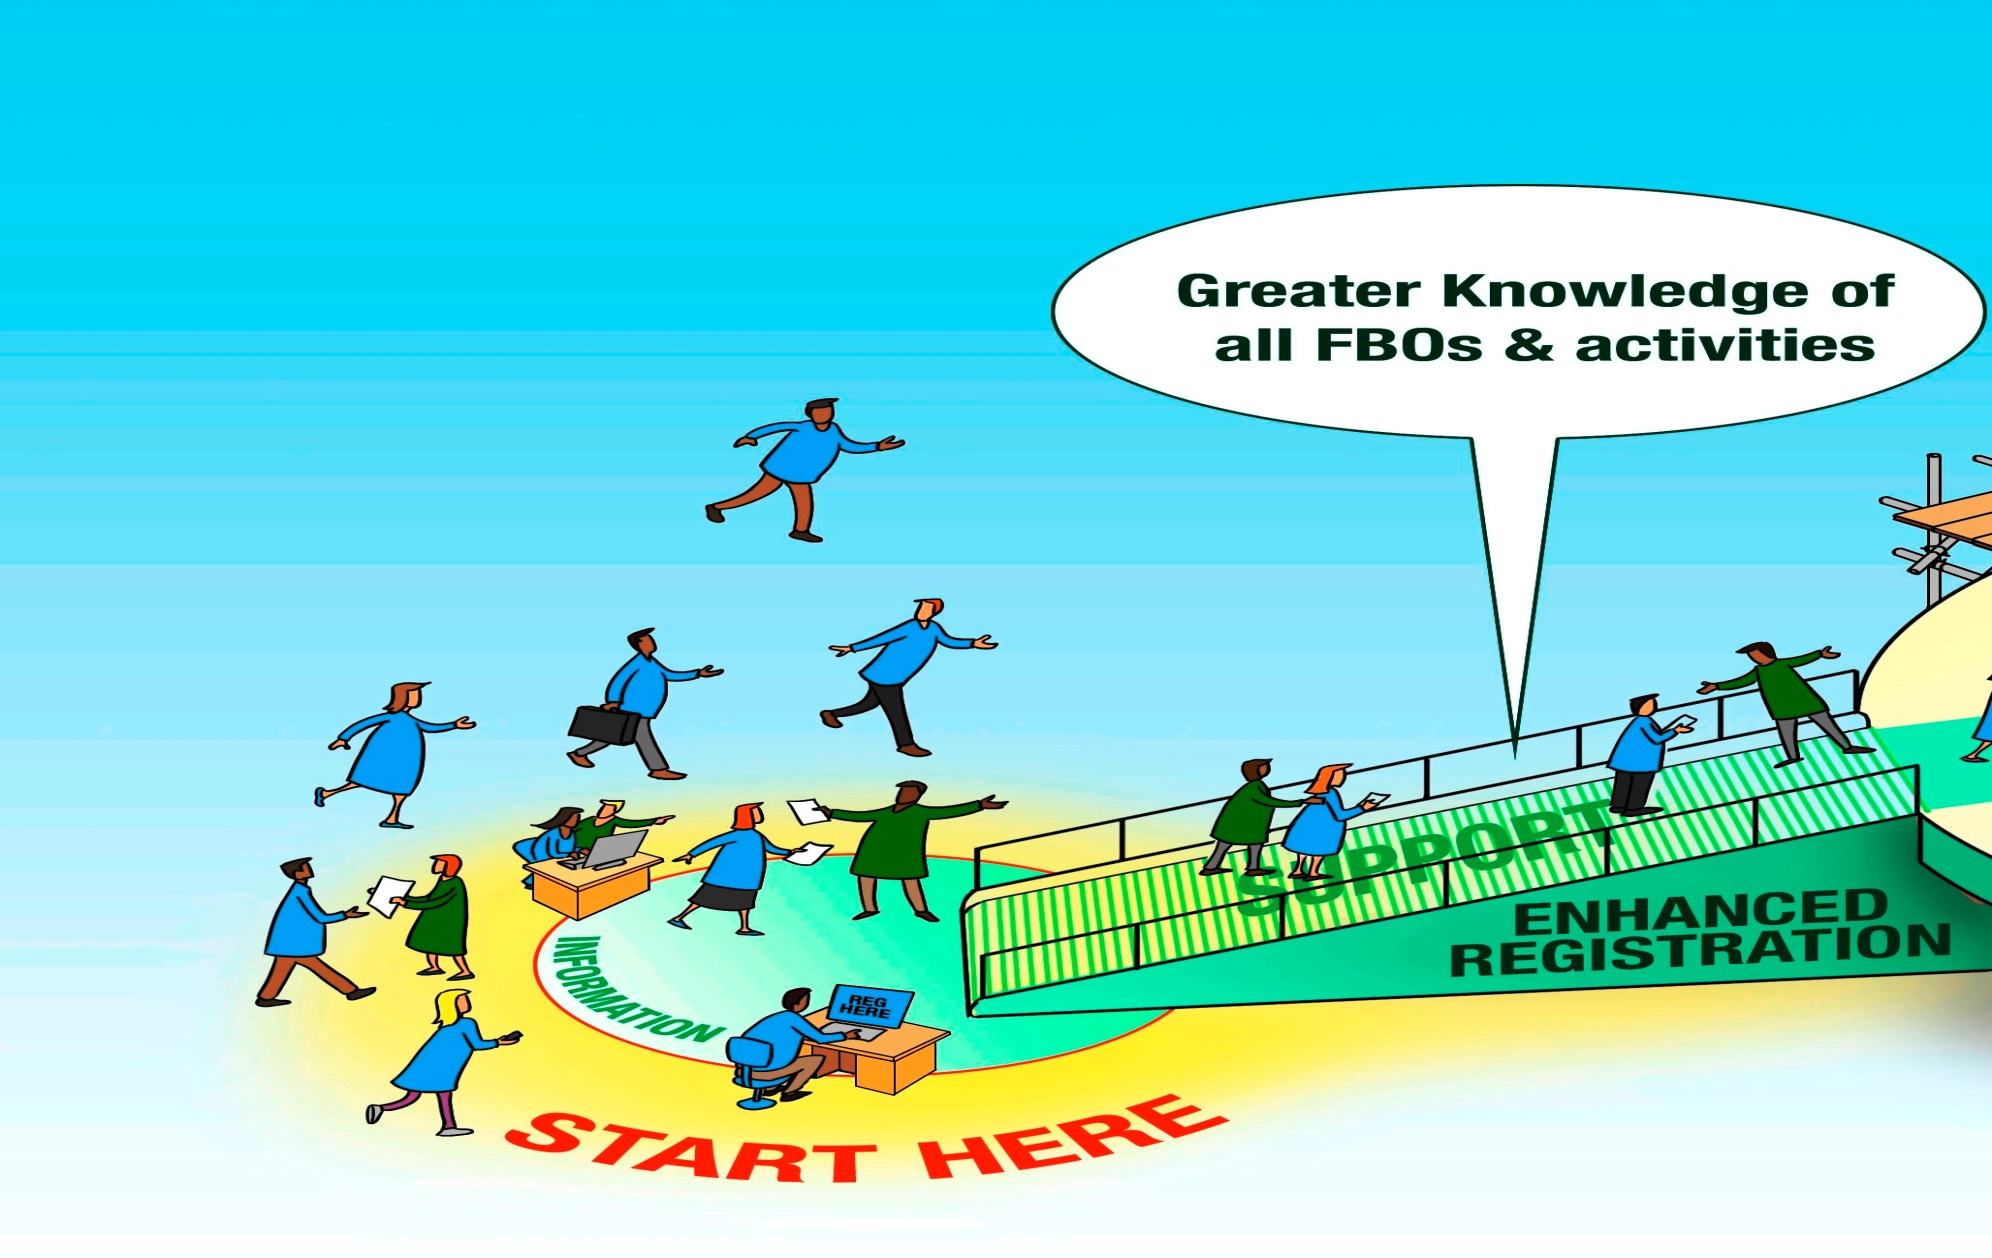 Greater Knowledge of
all FBOs & activities
SUPPORT
ENHANCED
REGISTRATION
INFORMATION
REG
HERE
START HERE